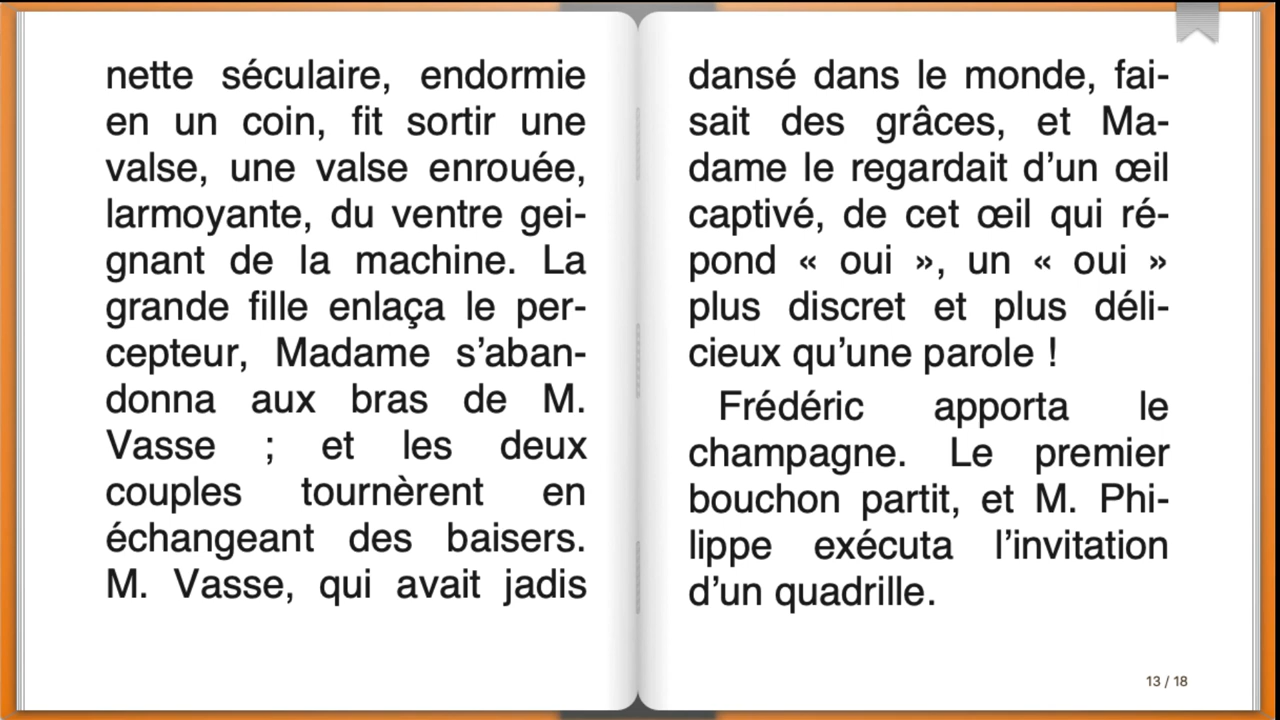 nette séculaire, endormie
en un coin, fit sortir une
valse, une valse enrouée,
larmoyante, du ventre gei-
gnant de la machine. La
grande fille enlaça le per-
cepteur, Madame s’aban-
donna aux bras de M.
Vasse ; et les deux
couples tournèrent en
échangeant des baisers.
M. Vasse, qui avait jadis
dansé dans le monde, fai-
sait des grâces, et Ma-
dame le regardait d’un œil
captivé, de cet œil qui ré-
pond « oui », un « oui »
plus discret et plus déli-
cieux qu’une parole !
Frédéric apporta le
champagne. Le premier
bouchon partit, et M. Phi-
lippe exécuta l’invitation
d’un quadrille.
13 / 18